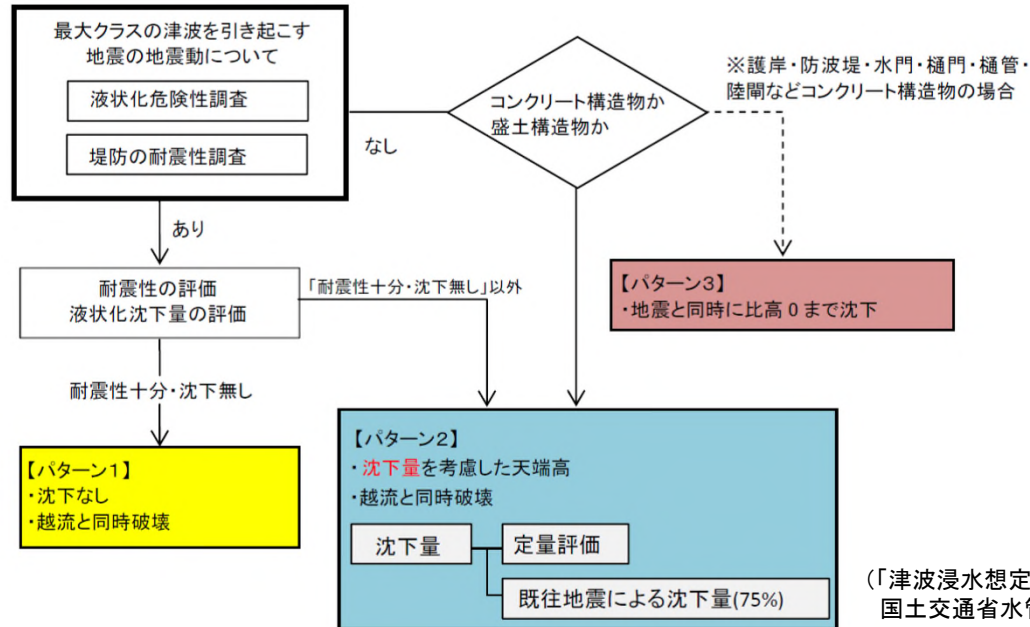 最大クラスの津波を引き起こす
地震の地震動について
液状化危険性調査
堤防の耐震性調査
なし
コンクリート構造物か
盛土構造物か
※護岸・防波堤・水門・樋門・樋管・
陸閘などコンクリート構造物の場合
あり
耐震性の評価
液状化沈下量の評価
「耐震性十分・沈下無し」以外
【パターン3】
・地震と同時に比高0まで沈下
耐震性十分・沈下無し
【パターン1】
・沈下なし
・越流と同時破壊
【パターン2】
・沈下量を考慮した天端高
・越流と同時破壊
沈下量
定量評価
既往地震による沈下量(75%)
(「津波浸水想定
国土交通省水